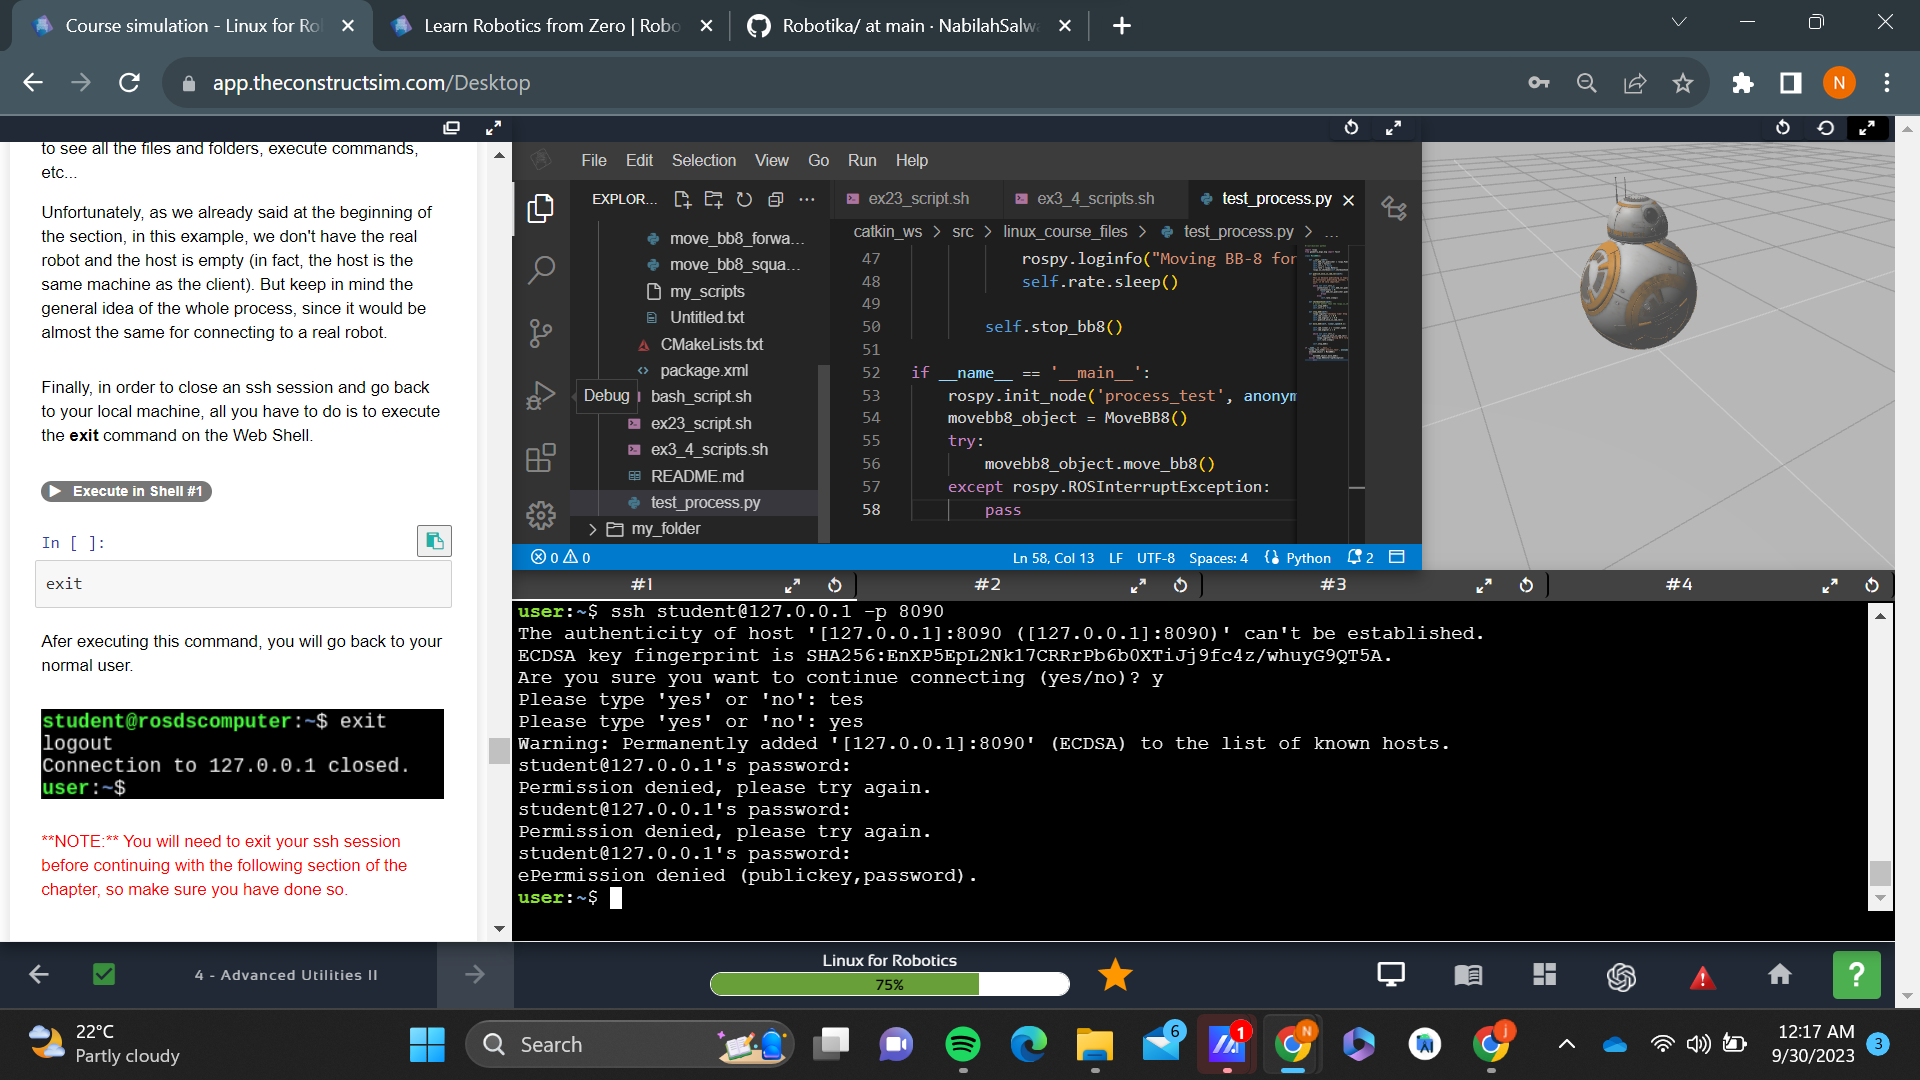 Course simulation - Linux for Ro
Learn Robotics from Zero | Robo
Robotika/ at main · NabilahSalwa
app.theconstructsim.com/Desktop
N
to see all the files and folders, execute commands,
etc...
Unfortunately, as we already said at the beginning of
the section, in this example, we don't have the real
robot and the host is empty (in fact, the host is the
same machine as the client). But keep in mind the
general idea of the whole process, since it would be
almost the same for connecting to a real robot.
Finally, in order to close an ssh session and go back
to your local machine, all you have to do is to execute
the exit command on the Web Shell.
Execute in Shell #1
In [ ]:
exit
Afer executing this command, you will go back to your
normal user.
student@rosdscomputer:~$ exit
logout
Connection to 127.0.0.1 closed.
user:~$
**NOTE:** You will need to exit your ssh session
before continuing with the following section of the
chapter, so make sure you have done so.
File Edit Selection View Go Run Help
EXPLOR...
move_bb8_forwa...
move_bb8_squa...
my_scripts
Untitled.txt
CMakeLists.txt
package.xml
Debug
bash_script.sh
ex23_script.sh
ex3_4_scripts.sh
README.md
test_process.py
my_folder
ex23_script.sh ex3_4_scripts.sh test_process.py
catkin_ws > src > linux_course_files > test_process.py > ...
47 rospy.loginfo("Moving BB-8 for
48 self.rate.sleep()
49
50 self.stop_bb8()
51
52 if __name__ == '__main__':
53 rospy.init_node('process_test', anonym
54 movebb8_object = MoveBB8()
55 try:
56 movebb8_object.move_bb8()
57 except rospy.ROSInterruptException:
58 pass
0 0 Ln 58, Col 13 LF UTF-8 Spaces: 4 Python 2
#1 #2 #3 #4
user:~$ ssh student@127.0.0.1 -p 8090
The authenticity of host '[127.0.0.1]:8090 ([127.0.0.1]:8090)' can't be established.
ECDSA key fingerprint is SHA256:EnXP5EpL2Nk17CRRrPb6b0XTiJj9fc4z/whuyG9QT5A.
Are you sure you want to continue connecting (yes/no)? y
Please type 'yes' or 'no': tes
Please type 'yes' or 'no': yes
Warning: Permanently added '[127.0.0.1]:8090' (ECDSA) to the list of known hosts.
student@127.0.0.1's password:
Permission denied, please try again.
student@127.0.0.1's password:
Permission denied, please try again.
student@127.0.0.1's password:
ePermission denied (publickey,password).
user:~$
4 - Advanced Utilities II
Linux for Robotics
75%
?
22°C
Partly cloudy
Search
6
1
N
j
12:17 AM
9/30/2023
3